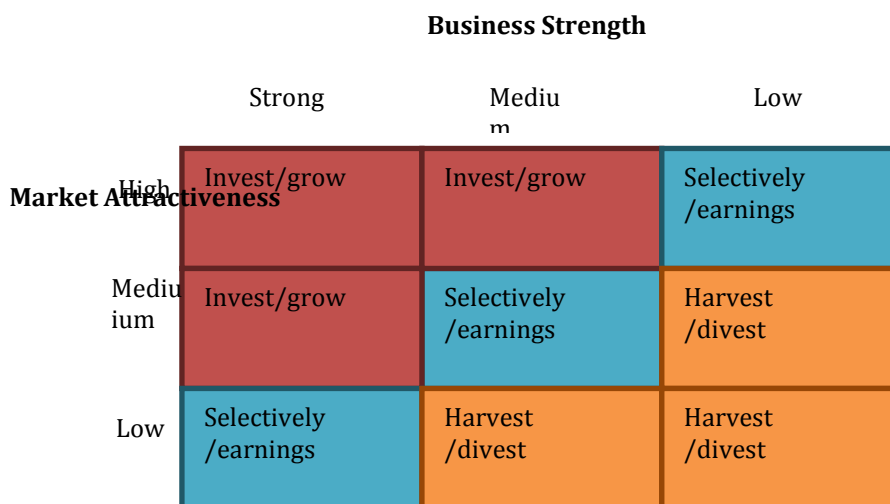 Business Strength
Strong
Mediu
m
Low
High
Market Attractiveness
Invest/grow
Invest/grow
Selectively
/earnings
Mediu
ium
Invest/grow
Selectively
/earnings
Harvest
/divest
Low
Selectively
/earnings
Harvest
/divest
Harvest
/divest